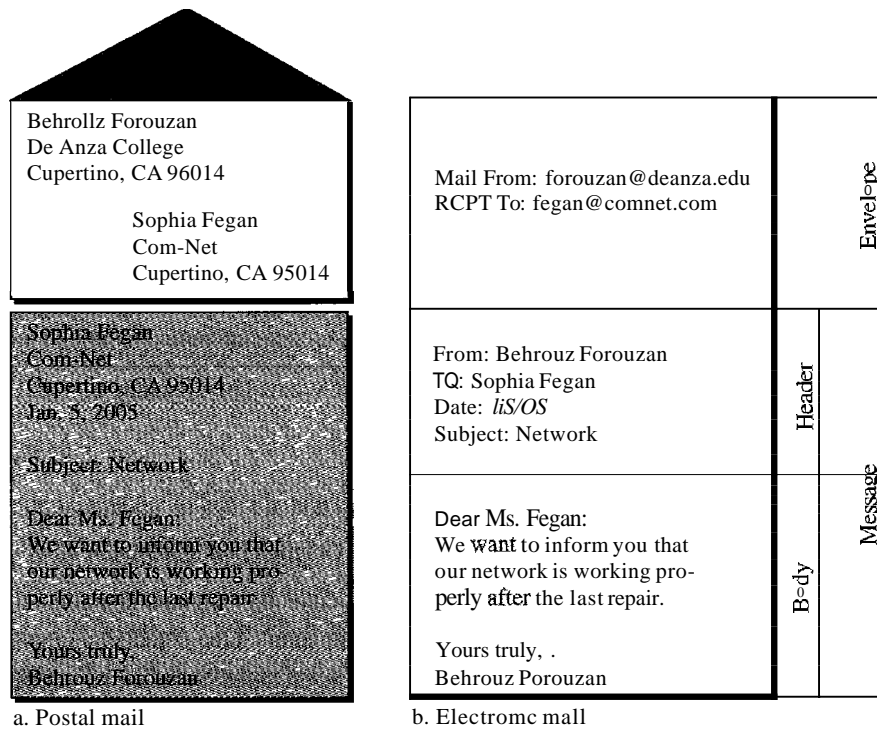 Behrollz Forouzan
De Anza College
Cupertino, CA 96014
Sophia Fegan
Com-Net
Cupertino, CA 95014
Sophia Fegan
Com-Net
Cupertino, CA 95014
Jan. 5, 2005
Subject: Network
Dear Ms. Fegan:
We want to inform you that
our network is working pro-
perly after the last repair.
Yours truly,
Behrouz Forouzan
a. Postal mail
Mail From: forouzan@deanza.edu
RCPT To: fegan@comnet.com
Envel°pe
From: Behrouz Forouzan
TQ: Sophia Fegan
Date: liS/OS
Subject: Network
Header
Dear Ms. Fegan:
We want to inform you that
our network is working pro-
perly after the last repair.
Yours truly, .
Behrouz Porouzan
B°dy
Message
b. Electromc mall